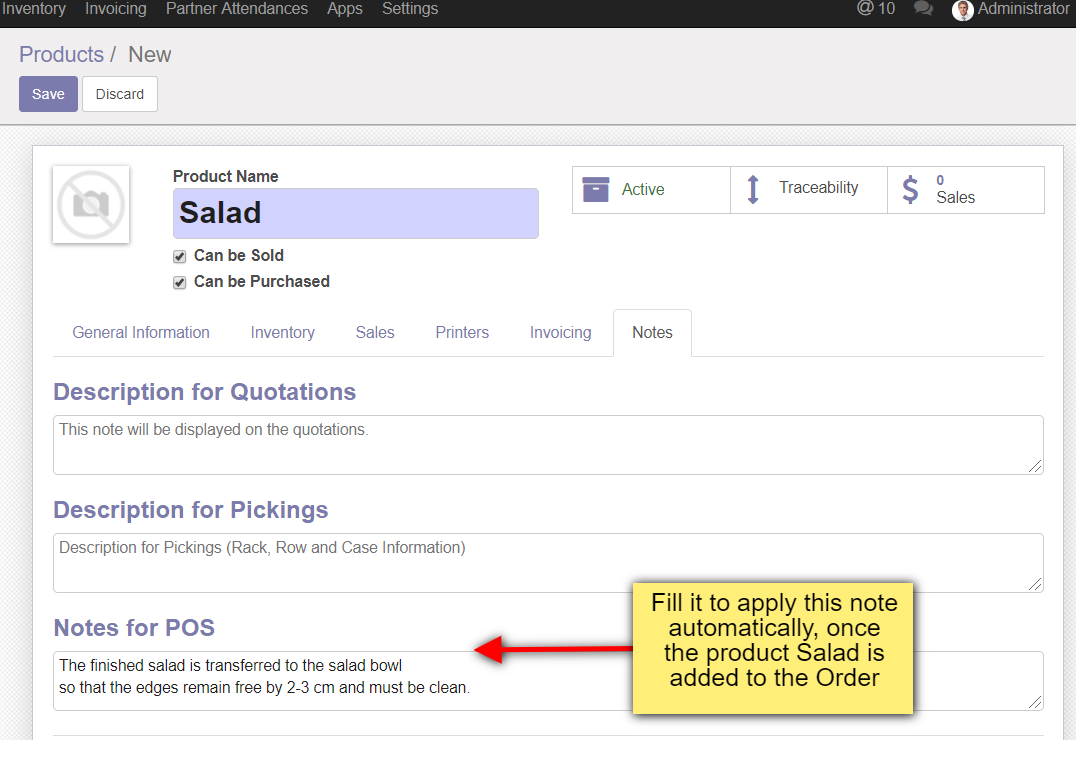 Inventory Invoicing Partner Attendances Apps Settings @ 10 Administrator
Products / New
Save Discard
Product Name
Salad
Can be Sold
Can be Purchased
Active
Traceability
0
Sales
General Information Inventory Sales Printers Invoicing Notes
Description for Quotations
This note will be displayed on the quotations.
Description for Pickings
Description for Pickings (Rack, Row and Case Information)
Notes for POS
The finished salad is transferred to the salad bowl
so that the edges remain free by 2-3 cm and must be clean.
Fill it to apply this note
automatically, once
the product Salad is
added to the Order